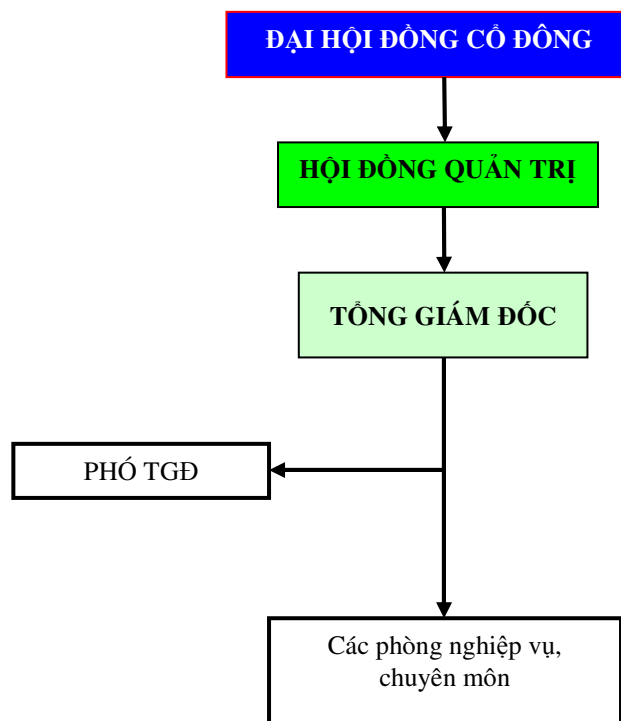 ĐẠI HỘI ĐỒNG CỔ ĐÔNG
HỘI ĐỒNG QUẢN TRỊ
TỔNG GIÁM ĐỐC
PHÓ TGĐ
Các phòng nghiệp vụ,
chuyên môn